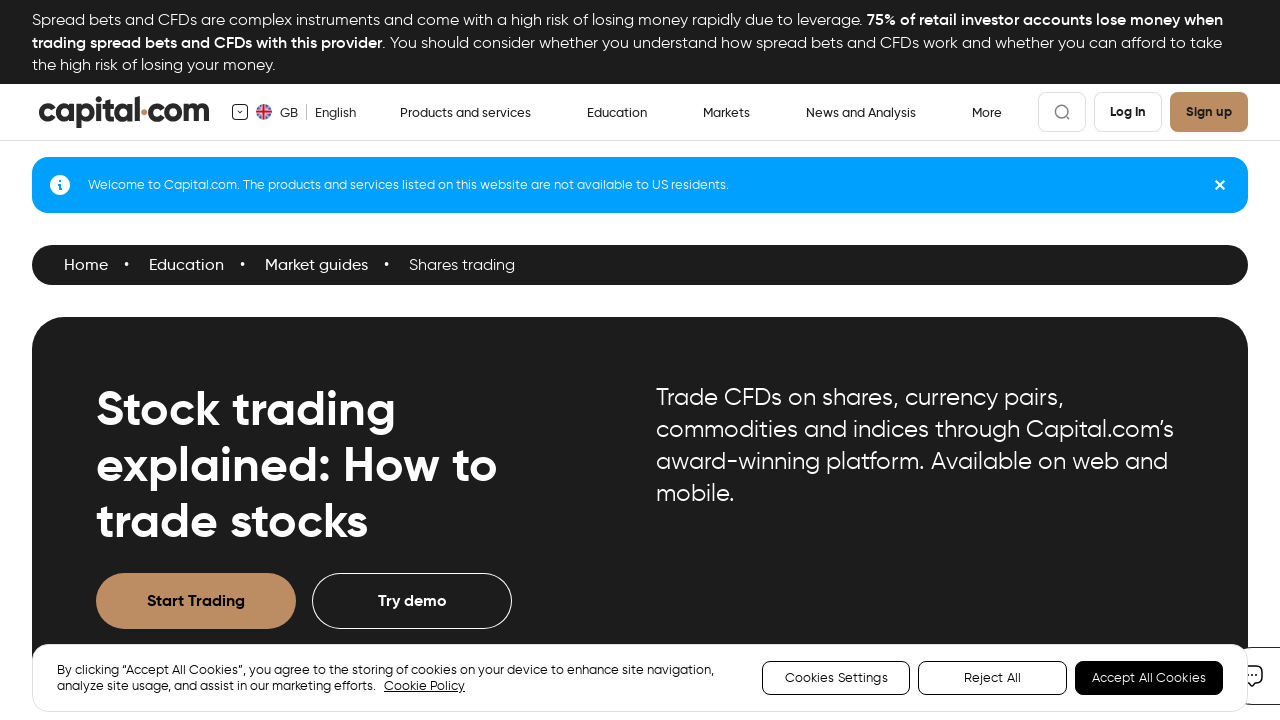 Spread bets and CFDs are complex instruments and come with a high risk of losing money rapidly due to leverage. 75% of retail investor accounts lose money when
trading spread bets and CFDs with this provider. You should consider whether you understand how spread bets and CFDs work and whether you can afford to take
the high risk of losing your money.
capital.com GB English Products and services Education Markets News and Analysis More Log In Sign up
Welcome to Capital.com. The products and services listed on this website are not available to US residents.
Home • Education • Market guides • Shares trading
Stock trading
explained: How to
trade stocks
Trade CFDs on shares, currency pairs,
commodities and indices through Capital.com’s
award-winning platform. Available on web and
mobile.
Start Trading Try demo
By clicking “Accept All Cookies”, you agree to the storing of cookies on your device to enhance site navigation,
analyze site usage, and assist in our marketing efforts. Cookie Policy
Cookies Settings Reject All Accept All Cookies